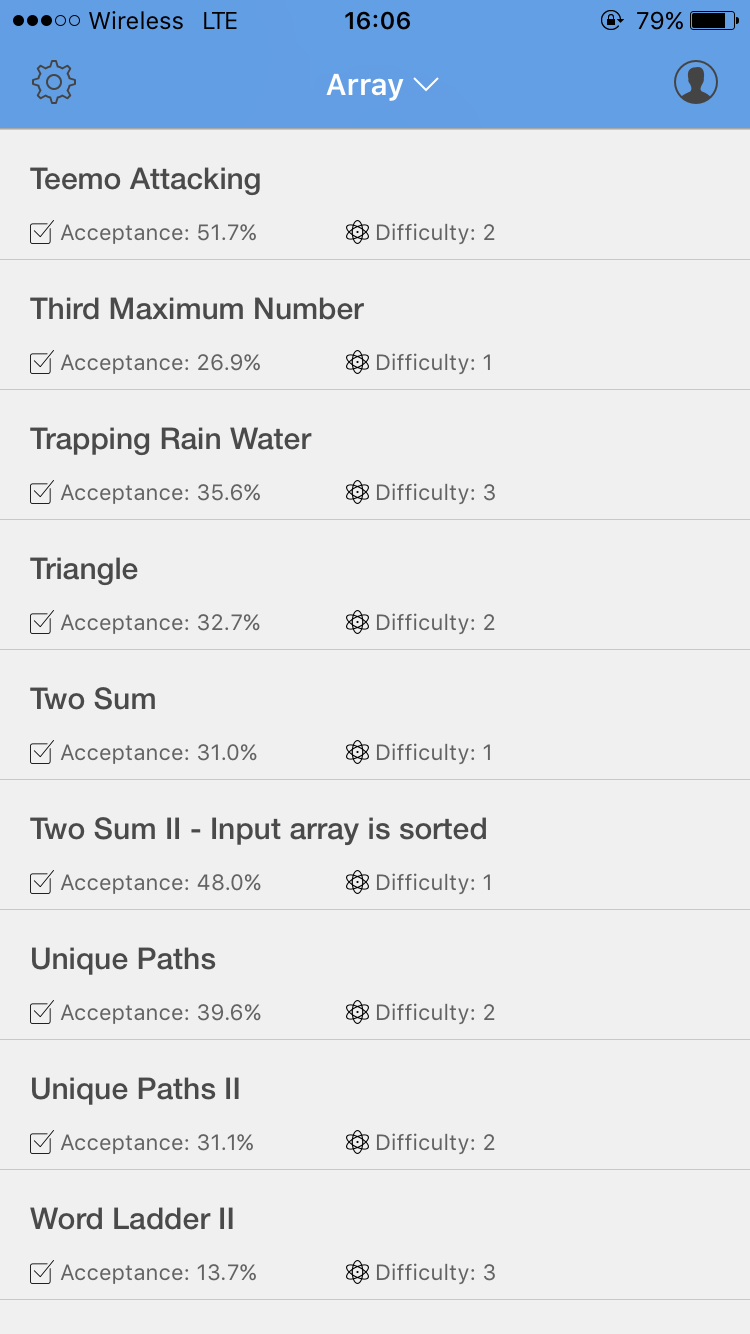 Wireless LTE 16:06 79%
Array
Teemo Attacking
Acceptance: 51.7% Difficulty: 2
Third Maximum Number
Acceptance: 26.9% Difficulty: 1
Trapping Rain Water
Acceptance: 35.6% Difficulty: 3
Triangle
Acceptance: 32.7% Difficulty: 2
Two Sum
Acceptance: 31.0% Difficulty: 1
Two Sum II - Input array is sorted
Acceptance: 48.0% Difficulty: 1
Unique Paths
Acceptance: 39.6% Difficulty: 2
Unique Paths II
Acceptance: 31.1% Difficulty: 2
Word Ladder II
Acceptance: 13.7% Difficulty: 3